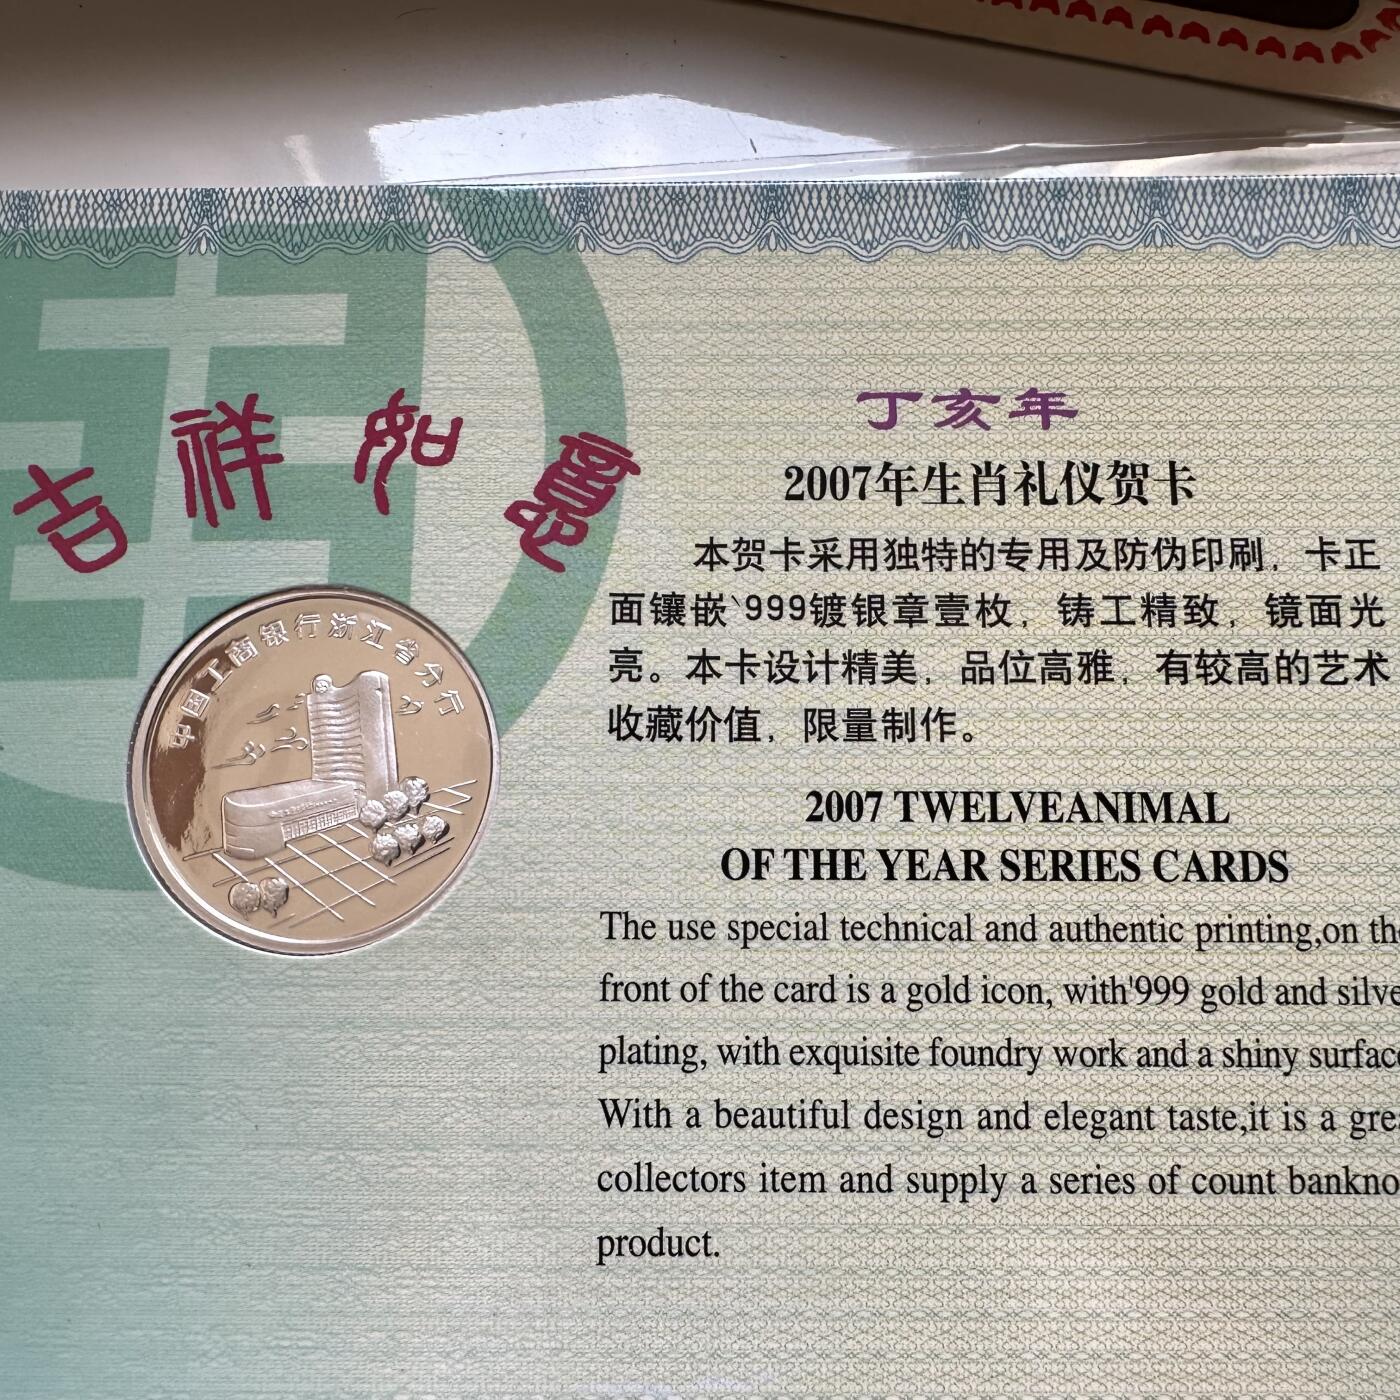 吉祥如意
中国工商银行浙江省分行
丁亥年
2007年生肖礼仪贺卡
本贺卡采用独特的专用及防伪印刷，卡正
面镶嵌`999镀银章壹枚，铸工精致，镜面光
亮。本卡设计精美，品位高雅，有较高的艺术
收藏价值，限量制作。
2007 TWELVEANIMAL
OF THE YEAR SERIES CARDS
The use special technical and authentic printing,on the
front of the card is a gold icon, with'999 gold and silve
plating, with exquisite foundry work and a shiny surface
With a beautiful design and elegant taste,it is a grea
collectors item and supply a series of count bankno
product.